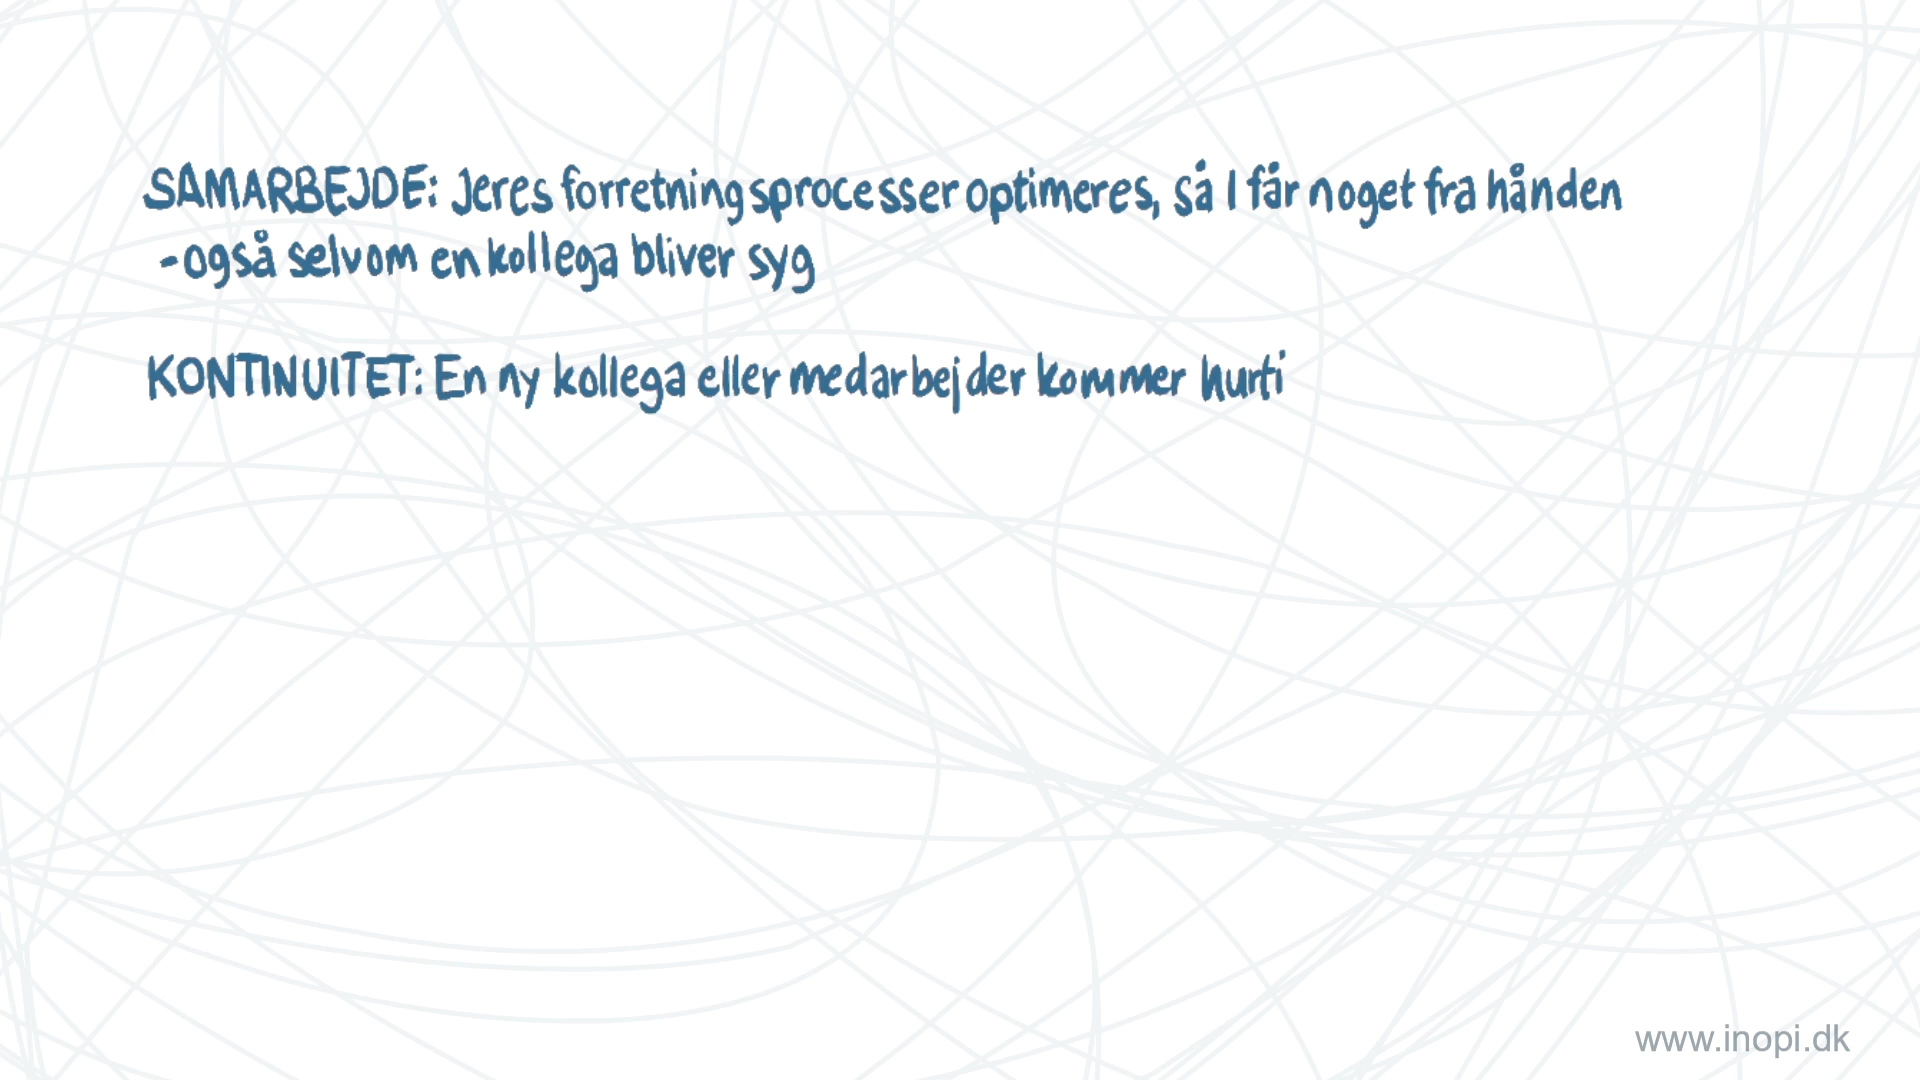 SAMARBEJDE: Jeres forretningsprocesser optimeres, så I får noget fra hånden
-også selvom en kollega bliver syg
KONTINUITET: En ny kollega eller medarbejder kommer hurti
www.inopi.dk